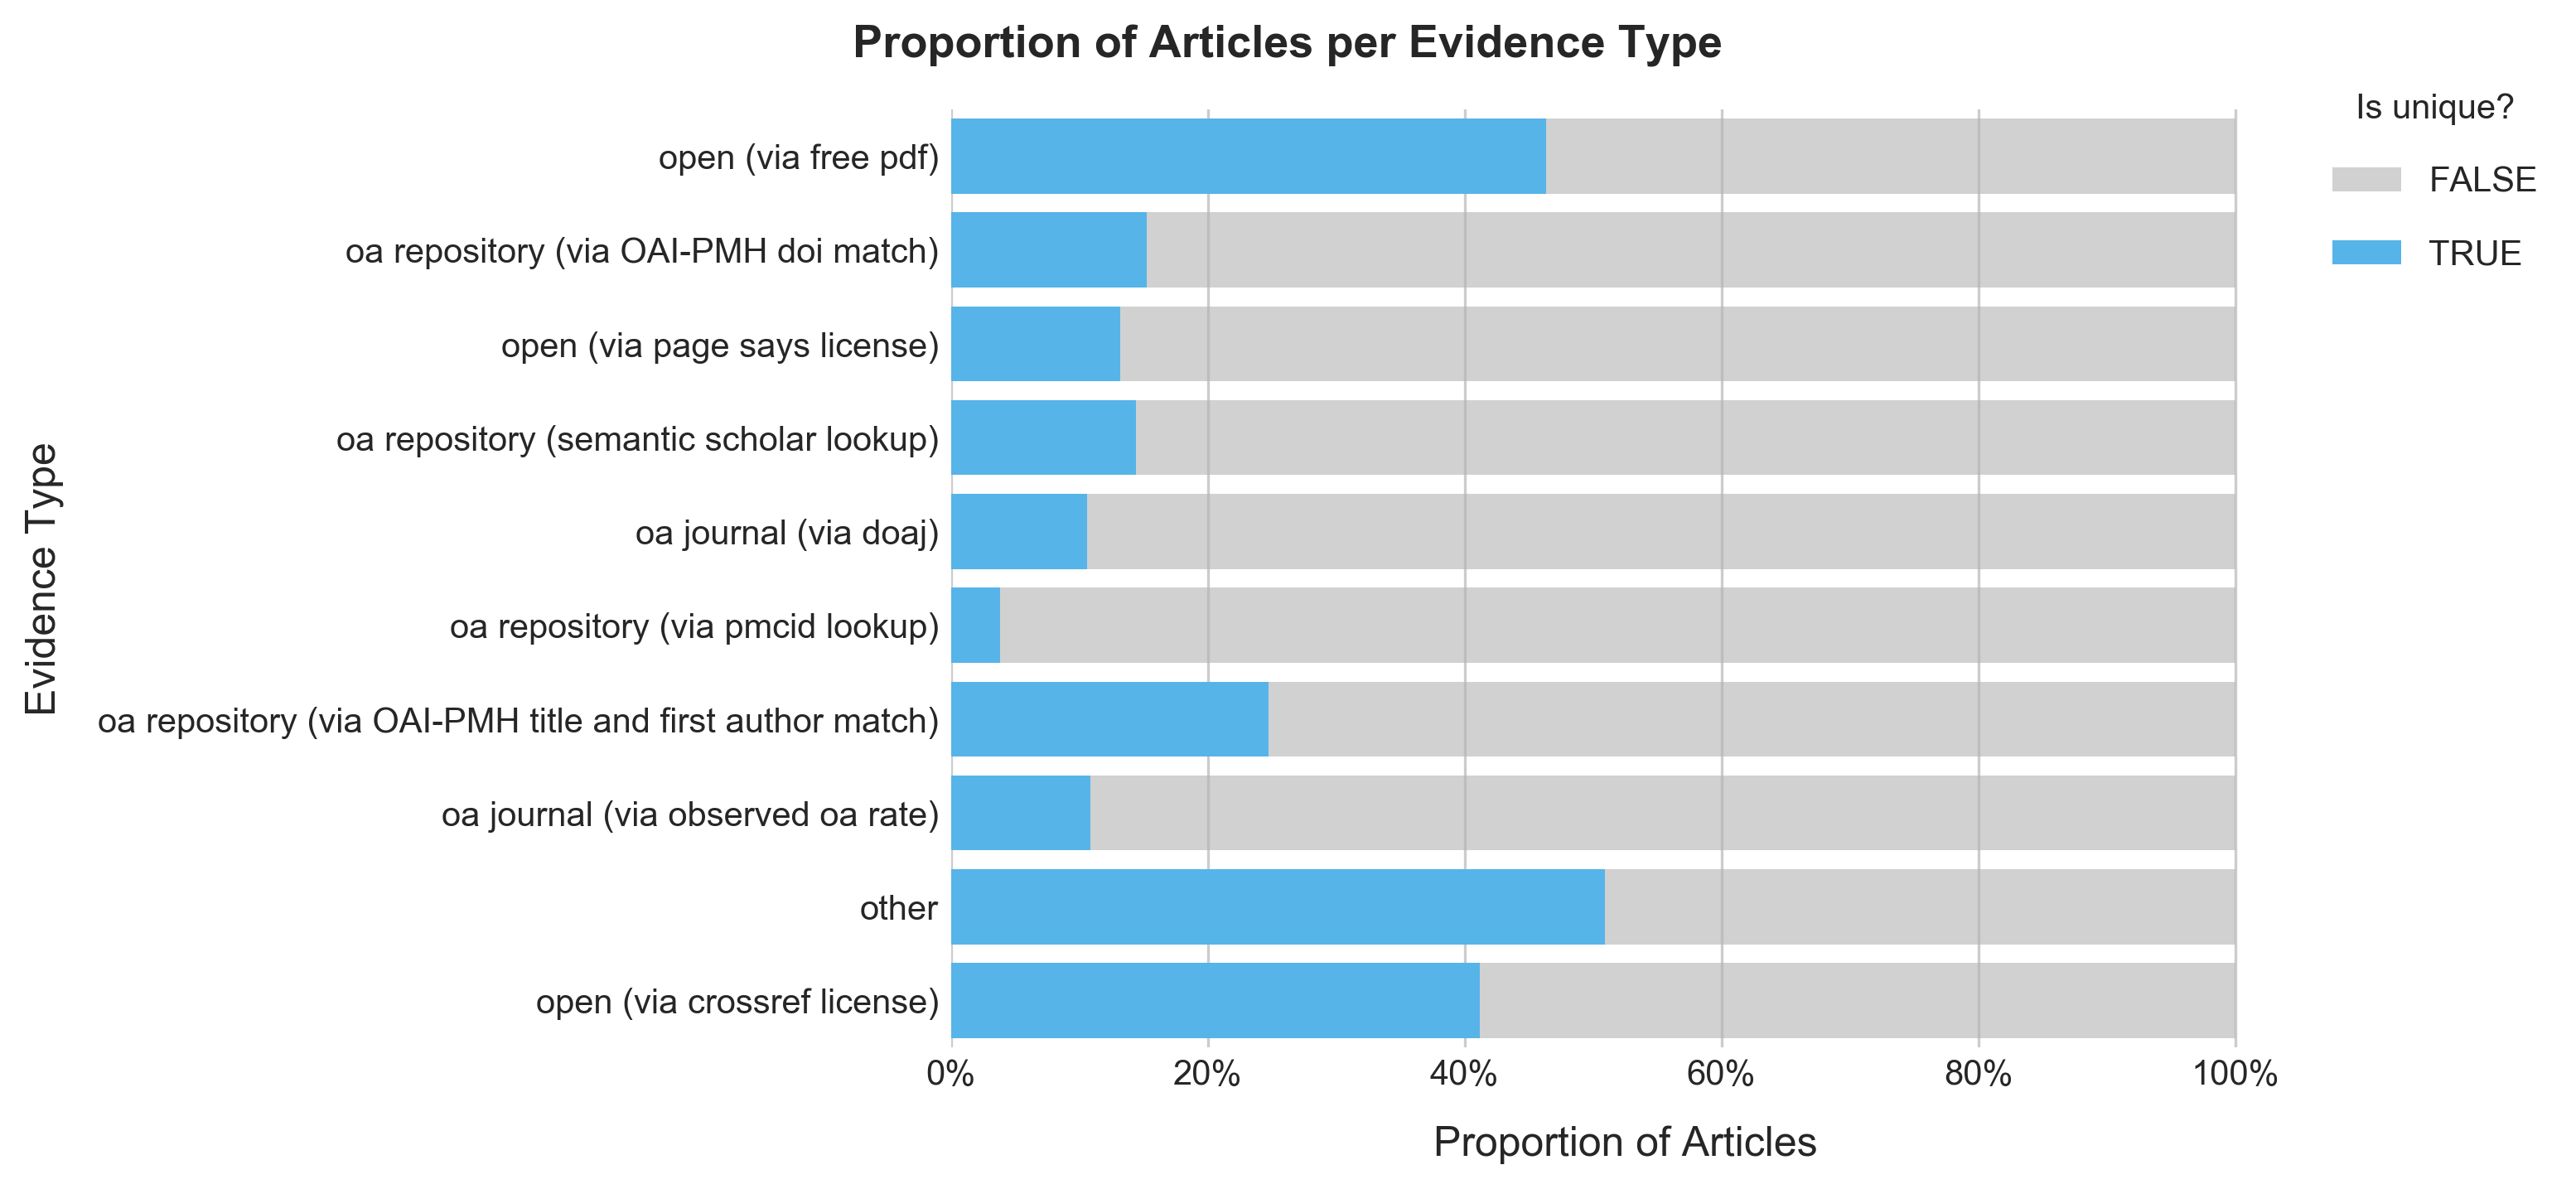 Proportion of Articles per Evidence Type
Is unique?
FALSE
TRUE
Evidence Type
open (via free pdf)
oa repository (via OAI-PMH doi match)
open (via page says license)
oa repository (semantic scholar lookup)
oa journal (via doaj)
oa repository (via pmcid lookup)
oa repository (via OAI-PMH title and first author match)
oa journal (via observed oa rate)
other
open (via crossref license)
0% 20% 40% 60% 80% 100%
Proportion of Articles